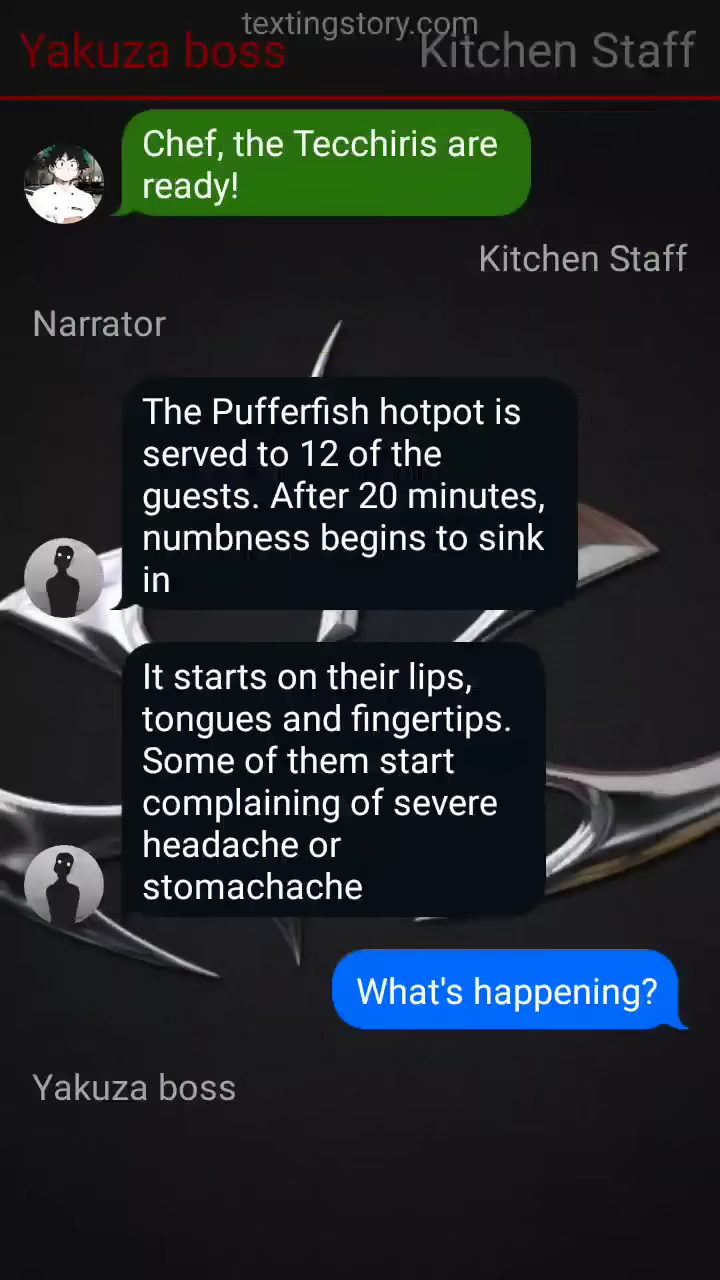 textingstory.com
Yakuza boss
Kitchen Staff
Chef, the Tecchiris are
ready!
Kitchen Staff
Narrator
The Pufferfish hotpot is
served to 12 of the
guests. After 20 minutes,
numbness begins to sink
in
It starts on their lips,
tongues and fingertips.
Some of them start
complaining of severe
headache or
stomachache
What's happening?
Yakuza boss